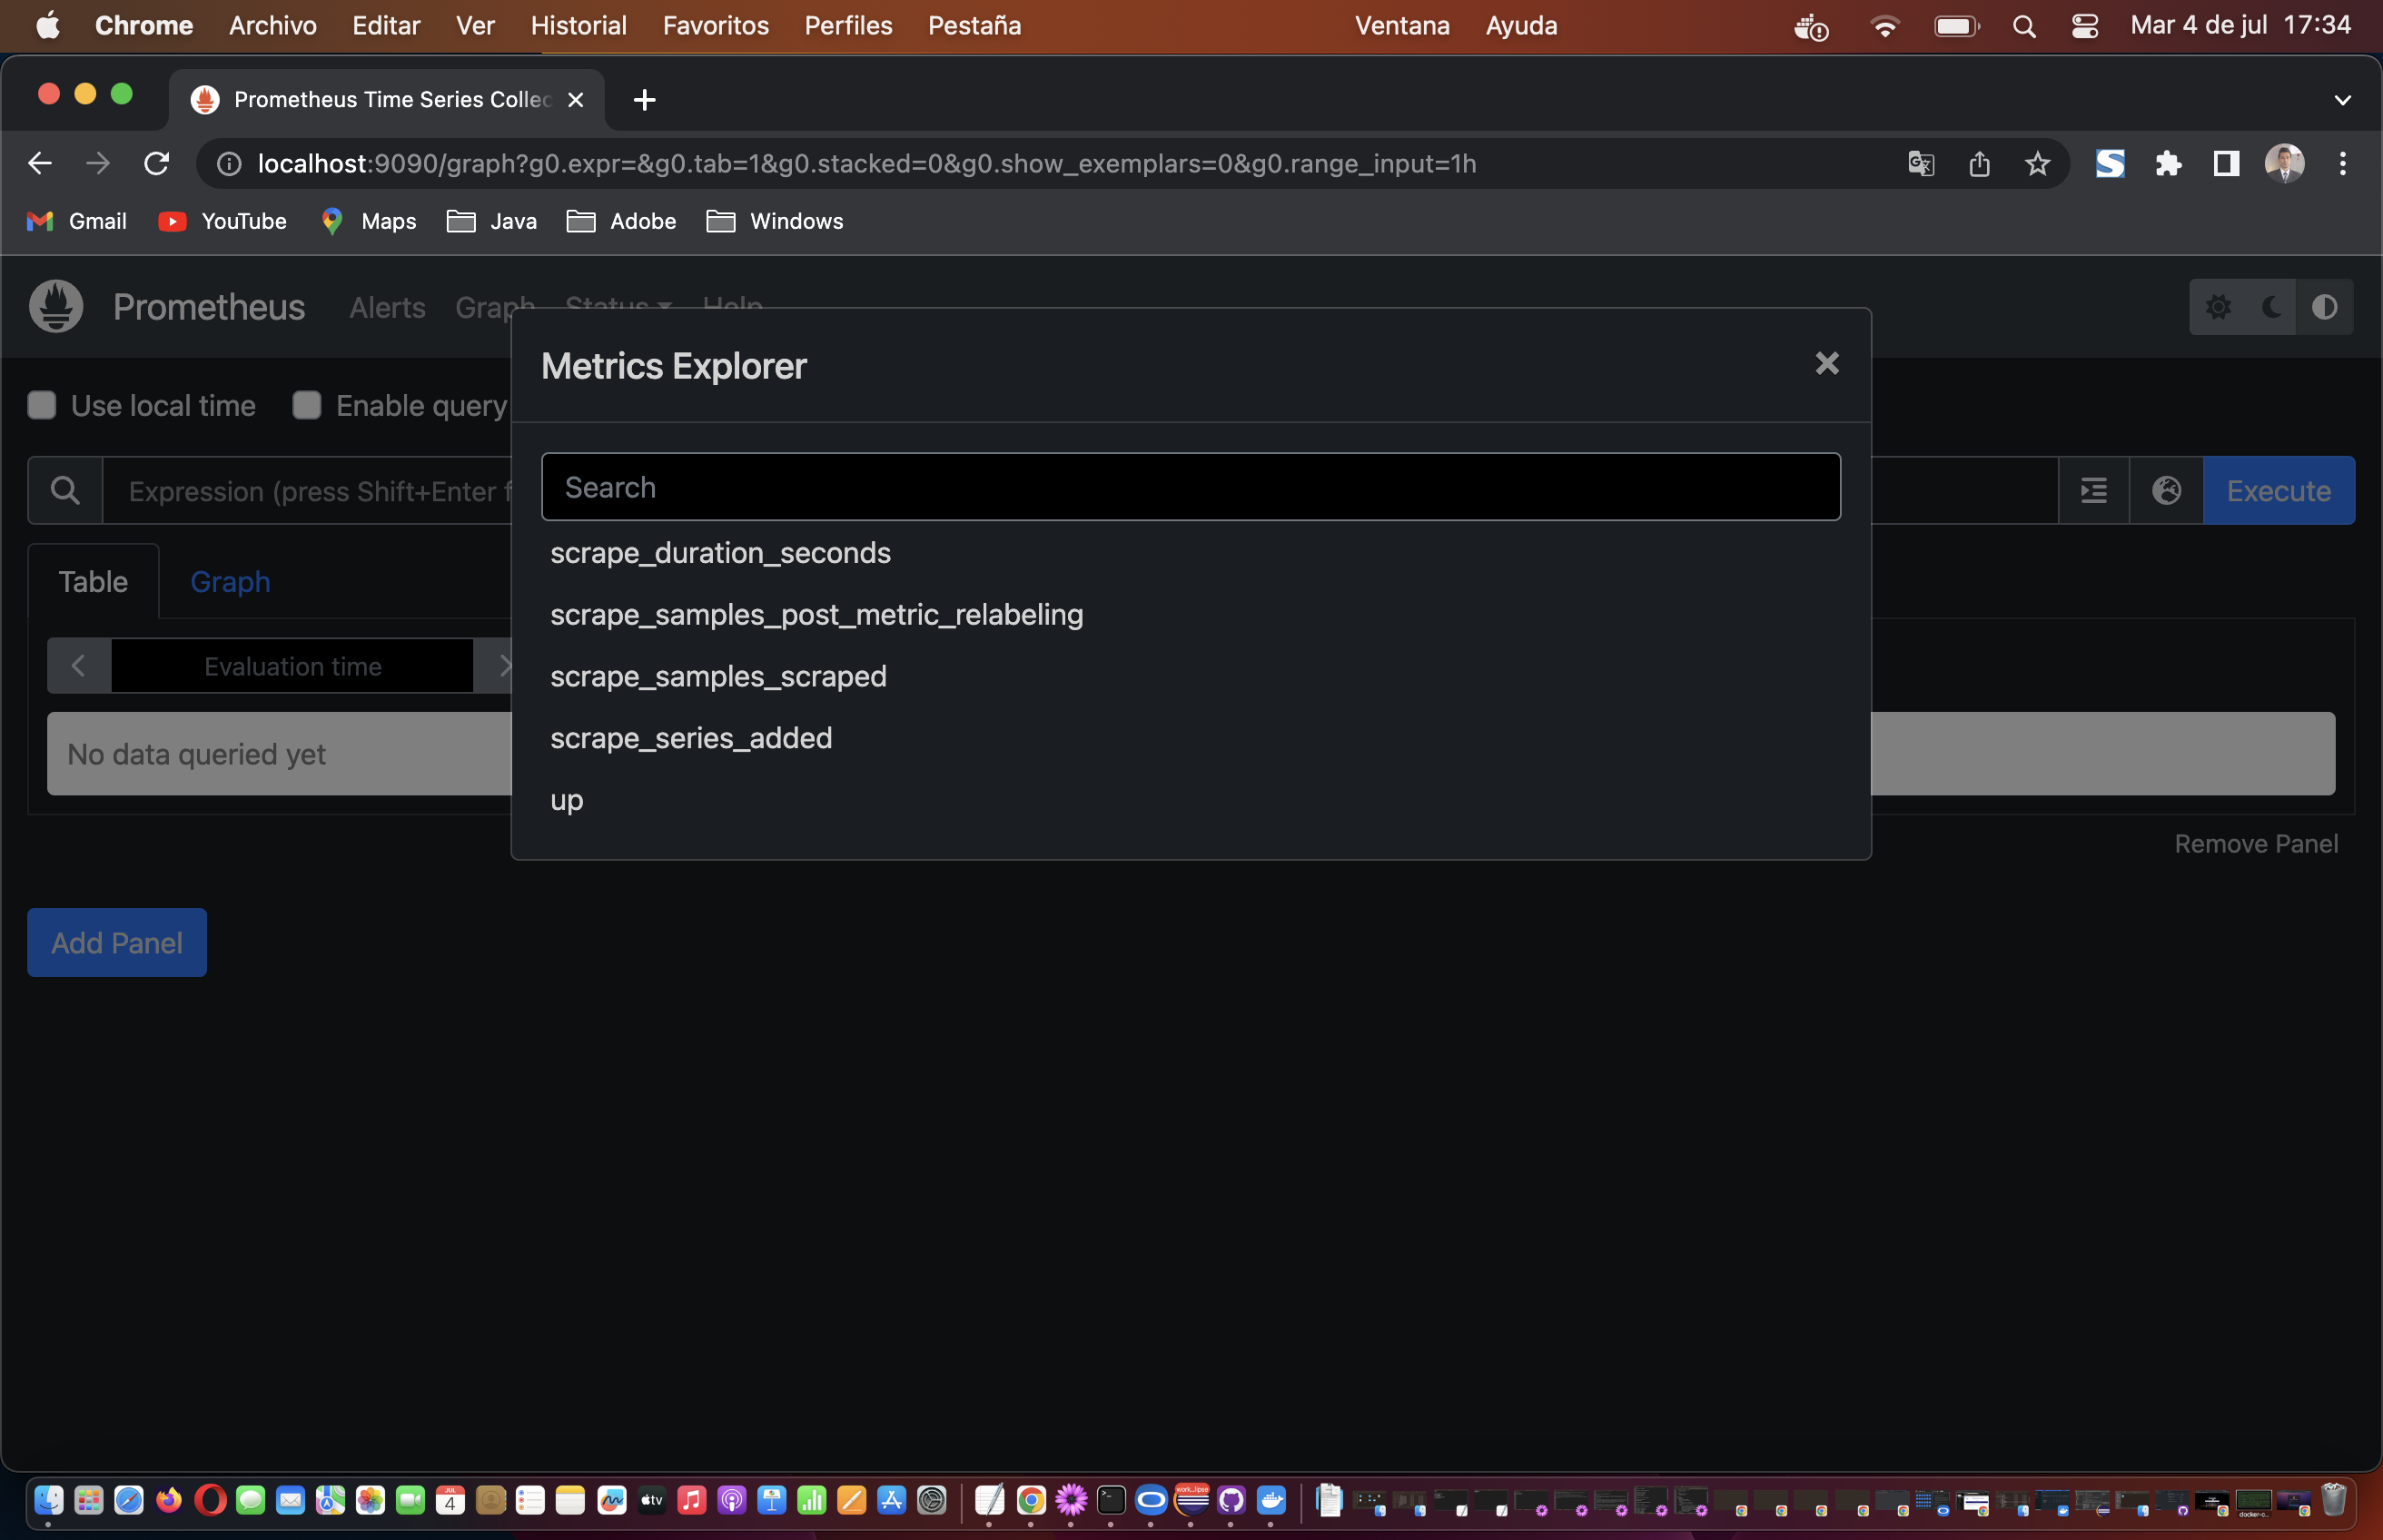 Chrome Archivo Editar Ver Historial Favoritos Perfiles Pestaña Ventana Ayuda Mar 4 de jul 17:34
Prometheus Time Series Collec
localhost:9090/graph?g0.expr=&g0.tab=1&g0.stacked=0&g0.show_exemplars=0&g0.range_input=1h
Gmail YouTube Maps Java Adobe Windows
Prometheus Alerts Graph Status Help
Metrics Explorer
Use local time Enable query
Search
Expression (press Shift+Enter f
Execute
scrape_duration_seconds
Table Graph
scrape_samples_post_metric_relabeling
Evaluation time
scrape_samples_scraped
scrape_series_added
No data queried yet
up
Remove Panel
Add Panel
JUL
4
tv